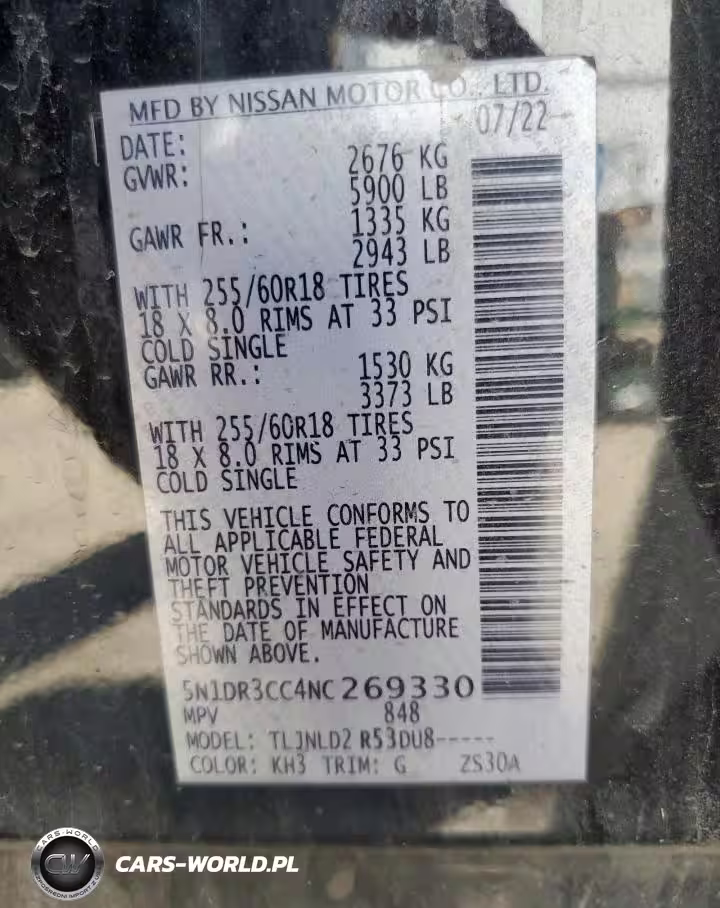 MFD BY NISSAN MOTOR CO., LTD.
DATE: 07/22
GVWR: 2676 KG
5900 LB
GAWR FR.: 1335 KG
2943 LB
WITH 255/60R18 TIRES
18 X 8.0 RIMS AT 33 PSI
COLD SINGLE
GAWR RR.: 1530 KG
3373 LB
WITH 255/60R18 TIRES
18 X 8.0 RIMS AT 33 PSI
COLD SINGLE
THIS VEHICLE CONFORMS TO
ALL APPLICABLE FEDERAL
MOTOR VEHICLE SAFETY AND
THEFT PREVENTION
STANDARDS IN EFFECT ON
THE DATE OF MANUFACTURE
SHOWN ABOVE.
5N1DR3CC4NC269330
MPV 848
MODEL: TLJNLD2 R53DU8-----
COLOR: KH3 TRIM: G ZS30A
CARS-WORLD
CW
CARS-WORLD.PL